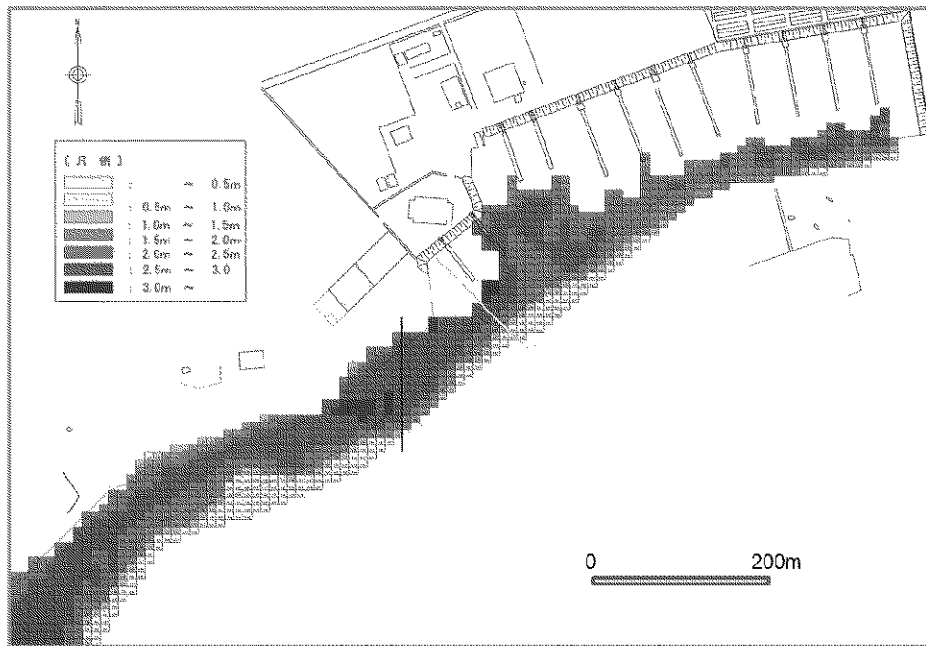 N
〔凡例〕
: ～ 0.5m
: 0.5m ～ 1.0m
: 1.0m ～ 1.5m
: 1.5m ～ 2.0m
: 2.0m ～ 2.5m
: 2.5m ～ 3.0
: 3.0m ～
0 200m